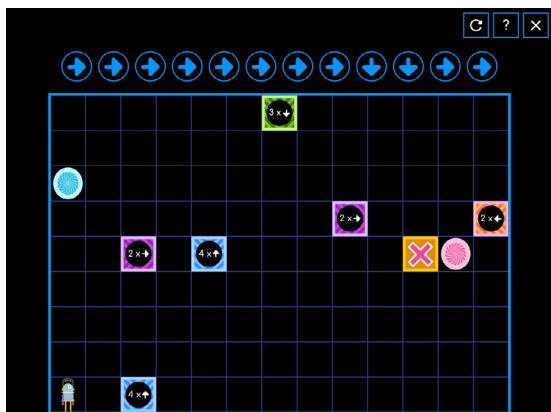 ?
3 x ↓
2 x → 2 x ←
2 x → 4 x ↑
4 x ↑